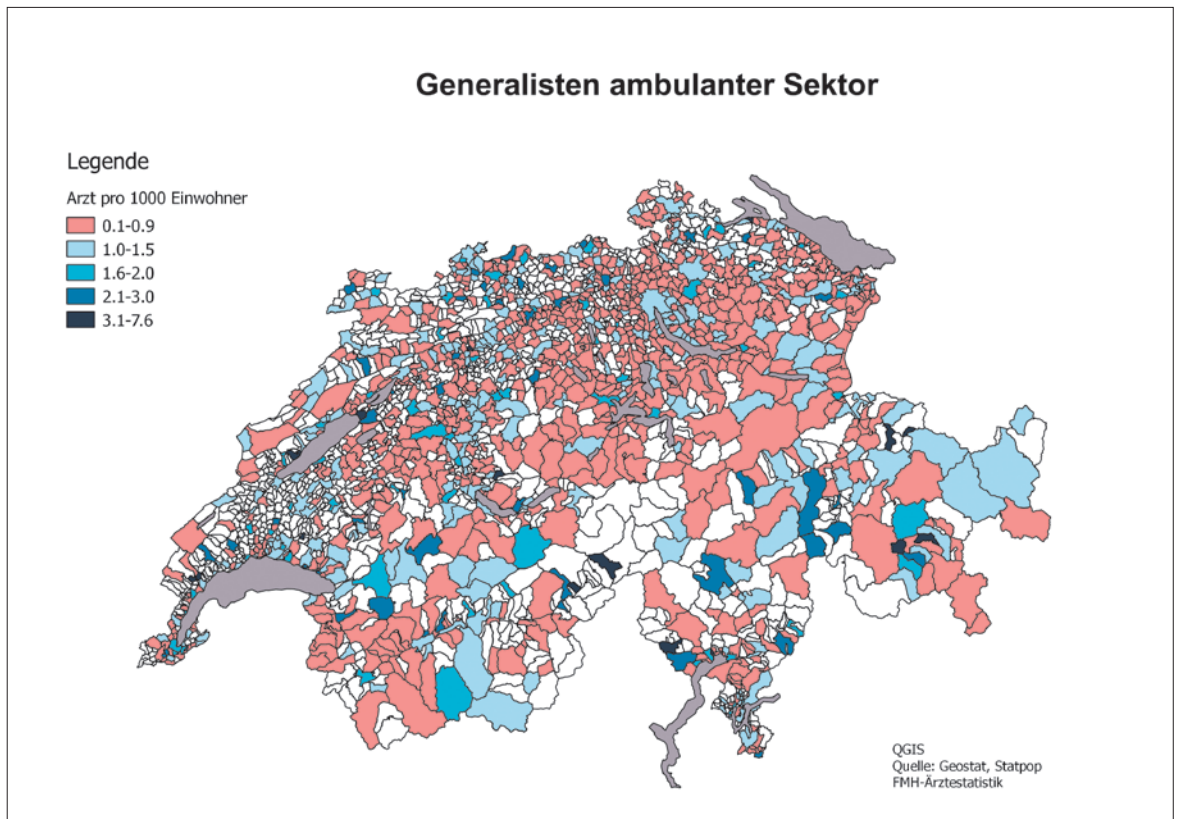 Generalisten ambulanter Sektor
Legende
Arzt pro 1000 Einwohner
0.1-0.9
1.0-1.5
1.6-2.0
2.1-3.0
3.1-7.6
QGIS
Quelle: Geostat, Statpop
FMH-Ärztestatistik